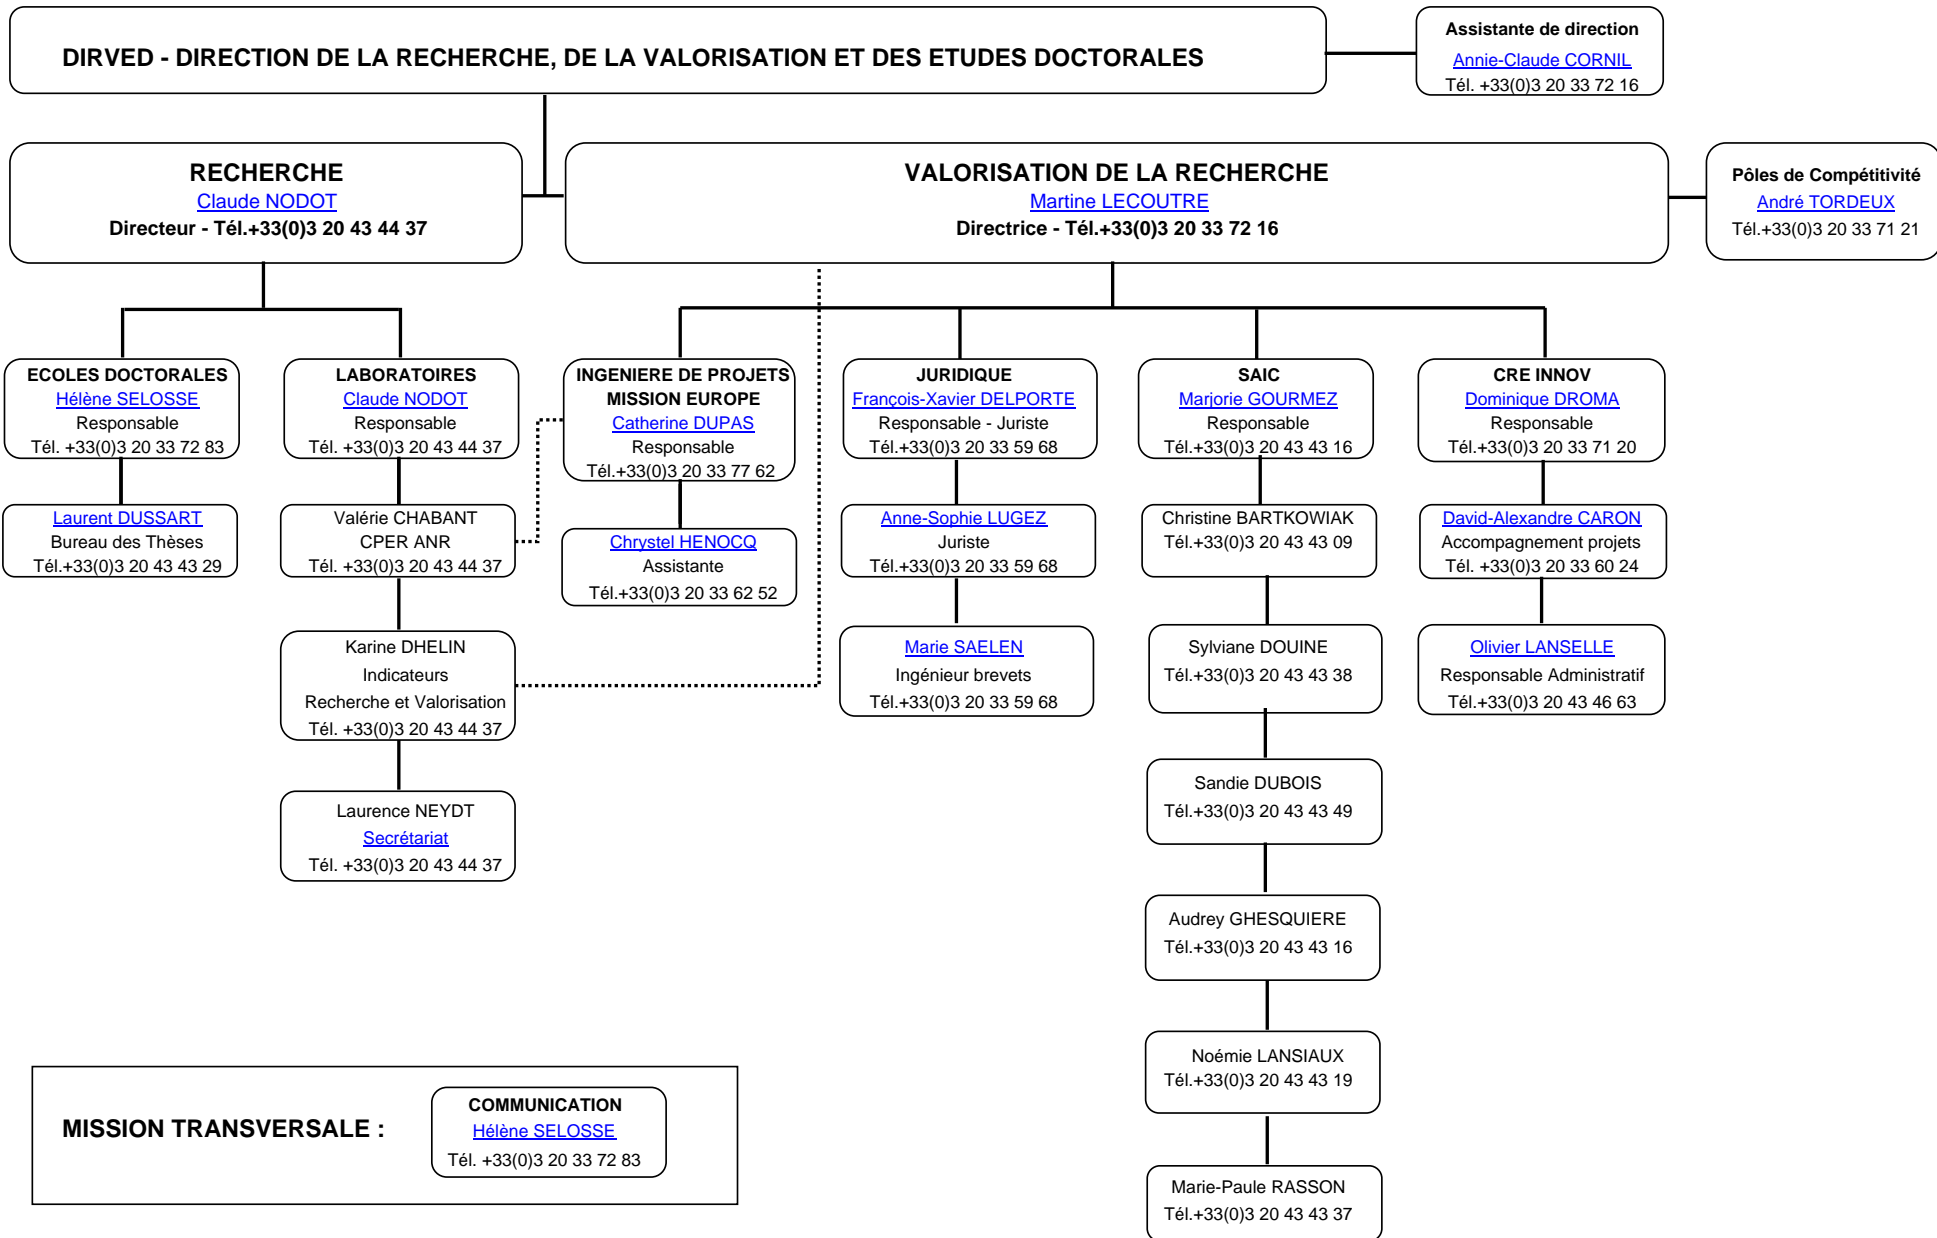 DIRVED - DIRECTION DE LA RECHERCHE, DE LA VALORISATION ET DES ETUDES DOCTORALES
Assistante de direction
Annie-Claude CORNIL
Tél. +33(0)3 20 33 72 16
RECHERCHE
Claude NODOT
Directeur - Tél.+33(0)3 20 43 44 37
VALORISATION DE LA RECHERCHE
Martine LECOUTRE
Directrice - Tél.+33(0)3 20 33 72 16
Pôles de Compétitivité
André TORDEUX
Tél.+33(0)3 20 33 71 21
ECOLES DOCTORALES
Hélène SELOSSE
Responsable
Tél. +33(0)3 20 33 72 83
Laurent DUSSART
Bureau des Thèses
Tél.+33(0)3 20 43 43 29
LABORATOIRES
Claude NODOT
Responsable
Tél. +33(0)3 20 43 44 37
Valérie CHABANT
CPER ANR
Tél. +33(0)3 20 43 44 37
Karine DHELIN
Indicateurs
Recherche et Valorisation
Tél. +33(0)3 20 43 44 37
Laurence NEYDT
Secrétariat
Tél. +33(0)3 20 43 44 37
INGENIERE DE PROJETS
MISSION EUROPE
Catherine DUPAS
Responsable
Tél.+33(0)3 20 33 77 62
Chrystel HENOCQ
Assistante
Tél.+33(0)3 20 33 62 52
JURIDIQUE
François-Xavier DELPORTE
Responsable - Juriste
Tél.+33(0)3 20 33 59 68
Anne-Sophie LUGEZ
Juriste
Tél.+33(0)3 20 33 59 68
Marie SAELEN
Ingénieur brevets
Tél.+33(0)3 20 33 59 68
SAIC
Marjorie GOURMEZ
Responsable
Tél.+33(0)3 20 43 43 16
Christine BARTKOWIAK
Tél.+33(0)3 20 43 43 09
Sylviane DOUINE
Tél.+33(0)3 20 43 43 38
Sandie DUBOIS
Tél.+33(0)3 20 43 43 49
Audrey GHESQUIERE
Tél.+33(0)3 20 43 43 16
Noémie LANSIAUX
Tél.+33(0)3 20 43 43 19
Marie-Paule RASSON
Tél.+33(0)3 20 43 43 37
CRE INNOV
Dominique DROMA
Responsable
Tél.+33(0)3 20 33 71 20
David-Alexandre CARON
Accompagnement projets
Tél. +33(0)3 20 33 60 24
Olivier LANSELLE
Responsable Administratif
Tél.+33(0)3 20 43 46 63
MISSION TRANSVERSALE :
COMMUNICATION
Hélène SELOSSE
Tél. +33(0)3 20 33 72 83